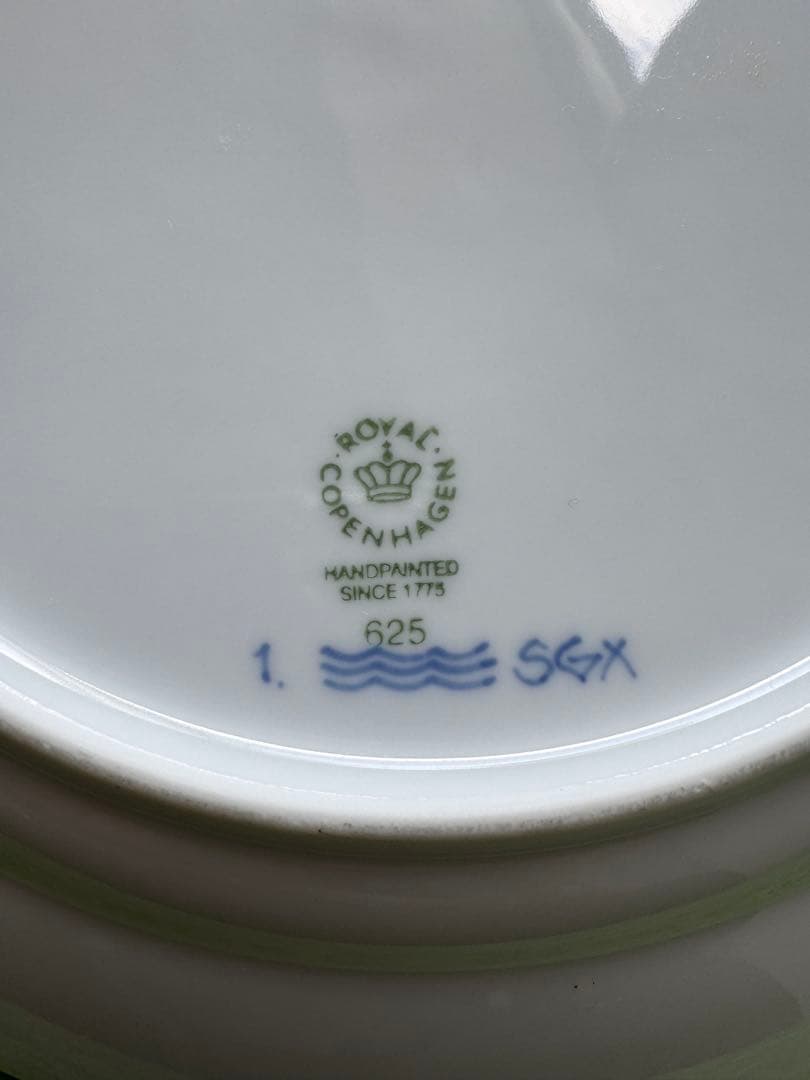 ROYAL
COPENHAGEN
HANDPAINTED
SINCE 1775
625
1. SGX